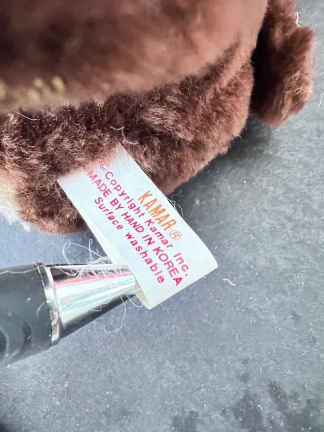 KAMAR®
©Copyright Kamar Inc.
MADE BY HAND IN KOREA
Surface washable